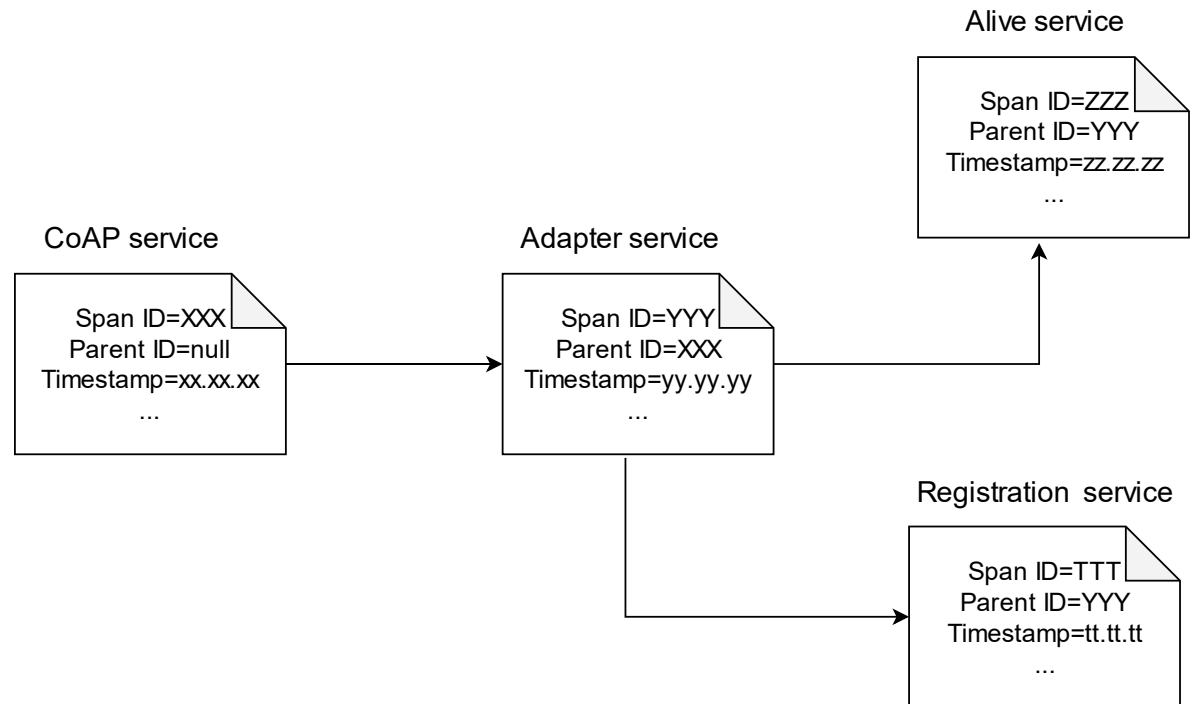 Alive service
Span ID=ZZZ
Parent ID=YYY
Timestamp=zz.zz.zz
...
CoAP service
Span ID=XXX
Parent ID=null
Timestamp=xx.xx.xx
...
Adapter service
Span ID=YYY
Parent ID=XXX
Timestamp=yy.yy.yy
...
Registration service
Span ID=TTT
Parent ID=YYY
Timestamp=tt.tt.tt
...